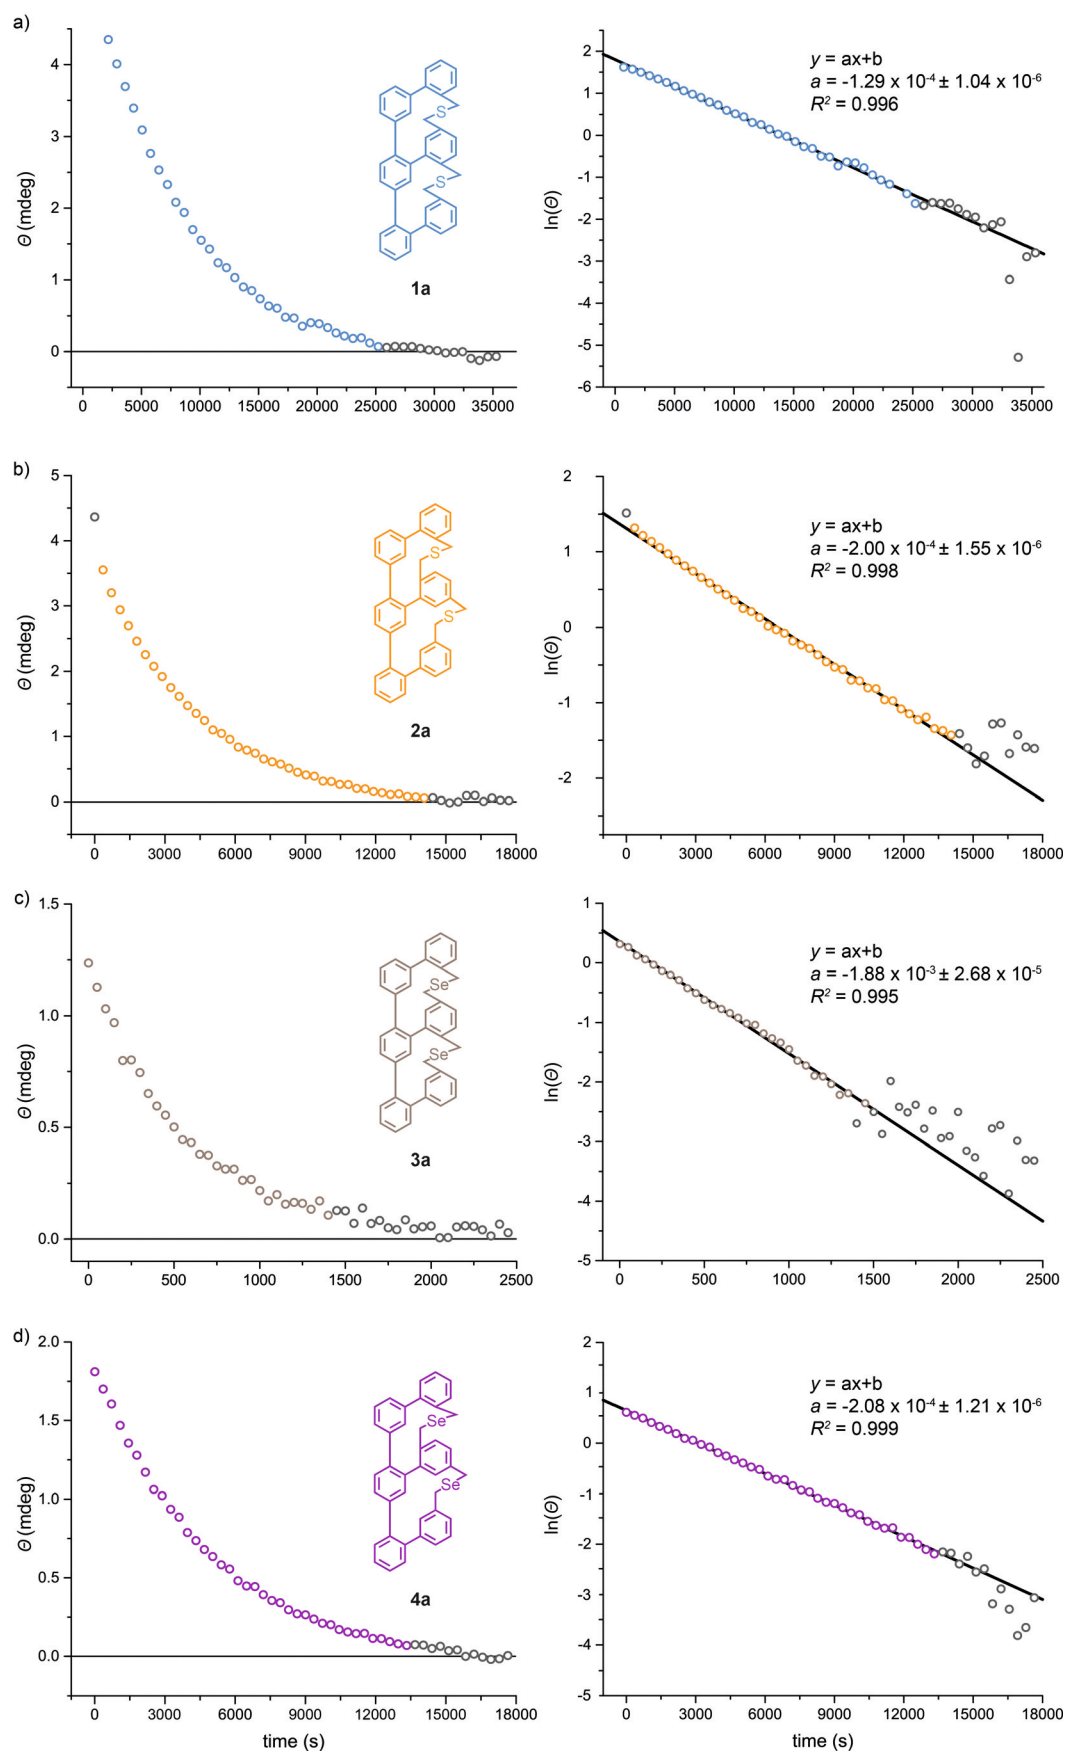 a)
Θ (mdeg)
4
3
2
1
0
0 5000 10000 15000 20000 25000 30000 35000
S
S
1a
ln(Θ)
2
1
0
-1
-2
-3
-4
-5
-6
0 5000 10000 15000 20000 25000 30000 35000
y = ax+b
a = -1.29 x 10⁻⁴ ± 1.04 x 10⁻⁶
R² = 0.996
b)
Θ (mdeg)
5
4
3
2
1
0
0 3000 6000 9000 12000 15000 18000
S
S
2a
ln(Θ)
2
1
0
-1
-2
0 3000 6000 9000 12000 15000 18000
y = ax+b
a = -2.00 x 10⁻⁴ ± 1.55 x 10⁻⁶
R² = 0.998
c)
Θ (mdeg)
1.5
1.0
0.5
0.0
0 500 1000 1500 2000 2500
Se
Se
3a
ln(Θ)
1
0
-1
-2
-3
-4
-5
0 500 1000 1500 2000 2500
y = ax+b
a = -1.88 x 10⁻³ ± 2.68 x 10⁻⁵
R² = 0.995
d)
Θ (mdeg)
2.0
1.5
1.0
0.5
0.0
0 3000 6000 9000 12000 15000 18000
time (s)
Se
Se
4a
ln(Θ)
2
1
0
-1
-2
-3
-4
-5
0 3000 6000 9000 12000 15000 18000
time (s)
y = ax+b
a = -2.08 x 10⁻⁴ ± 1.21 x 10⁻⁶
R² = 0.999